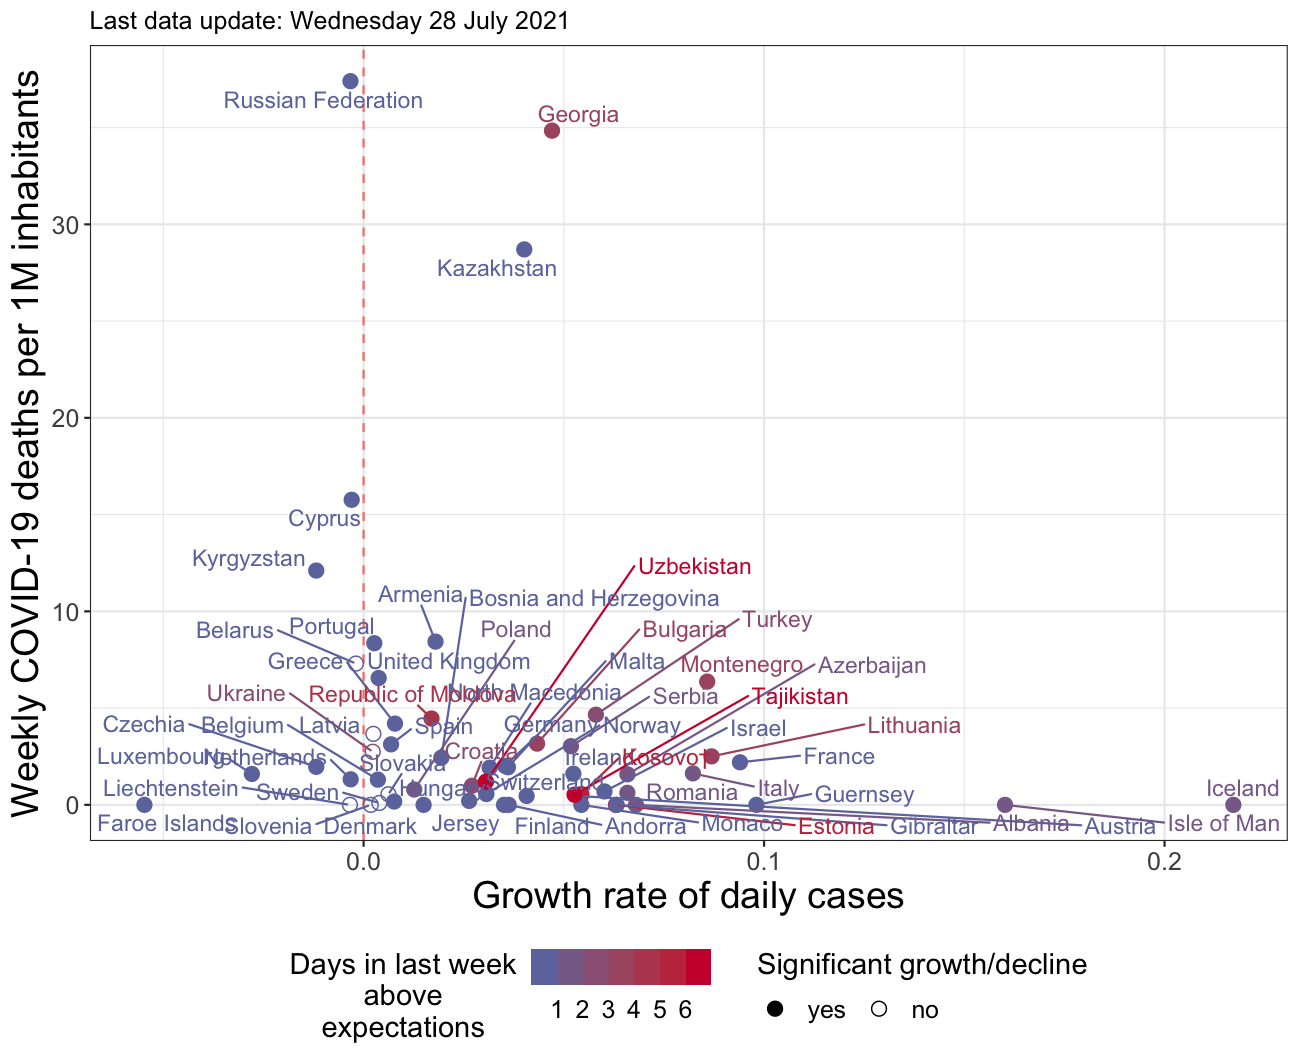 Last data update: Wednesday 28 July 2021
Weekly COVID-19 deaths per 1M inhabitants
Russian Federation
Georgia
30
Kazakhstan
20
Cyprus
Kyrgyzstan
Uzbekistan
Armenia
Bosnia and Herzegovina
10
Belarus
Portugal
Poland
Bulgaria
Turkey
Greece
United Kingdom
Malta
Montenegro
Azerbaijan
Ukraine
Republic of Moldova
North Macedonia
Serbia
Tajikistan
Czechia
Belgium
Latvia
Spain
Germany
Norway
Israel
Lithuania
Luxembourg
Netherlands
Slovakia
Croatia
Ireland
Kosovo†
France
Liechtenstein
Sweden
Hungary
Switzerland
Romania
Italy
Guernsey
Iceland
0
Faroe Islands
Slovenia
Denmark
Jersey
Finland
Andorra
Monaco
Estonia
Gibraltar
Albania
Austria
Isle of Man
0.0
0.1
0.2
Growth rate of daily cases
Days in last week
above
expectations
1 2 3 4 5 6
Significant growth/decline
yes
no